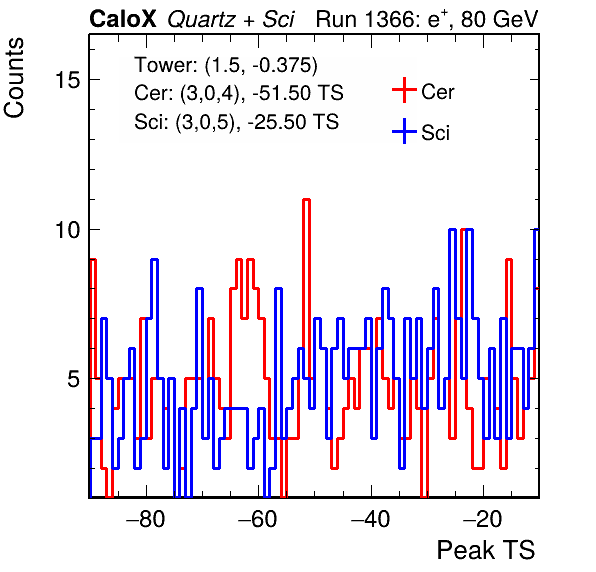 CaloX Quartz + Sci Run 1366: e+, 80 GeV
Counts
Tower: (1.5, -0.375)
Cer: (3,0,4), -51.50 TS
Sci: (3,0,5), -25.50 TS
Cer
Sci
15
10
5
−80 −60 −40 −20
Peak TS